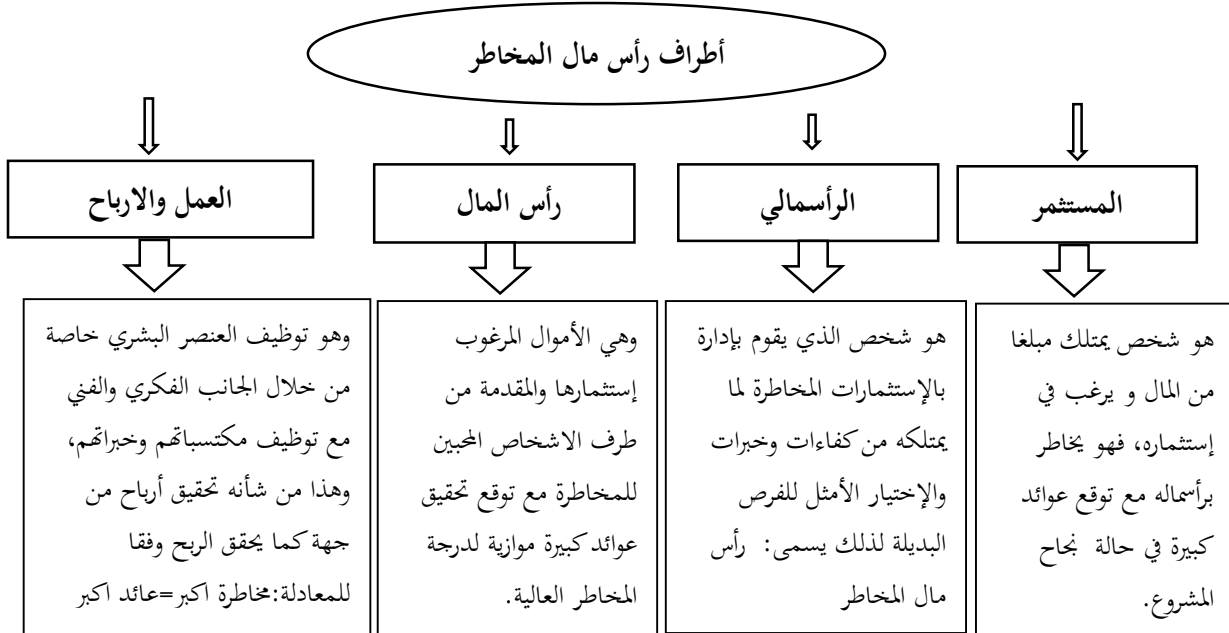 أطراف رأس مال المخاطر
المستثمر
الرأسمالي
رأس المال
العمل والارباح
هو شخص يمتلك مبلغا
من المال و يرغب في
إستثماره، فهو يخاطر
برأسماله مع توقع عوائد
كبيرة في حالة نجاح
المشروع.
هو شخص الذي يقوم بإدارة
بالإستثمارات المخاطرة لما
يمتلكه من كفاءات وخبرات
والإختيار الأمثل للفرص
البديلة لذلك يسمى: رأس
مال المخاطر
وهي الأموال المرغوب
إستثمارها والمقدمة من
طرف الاشخاص المحبين
للمخاطرة مع توقع تحقيق
عوائد كبيرة موازية لدرجة
المخاطر العالية.
وهو توظيف العنصر البشري خاصة
من خلال الجانب الفكري والفني
مع توظيف مكتسباتهم وخبراتهم،
وهذا من شأنه تحقيق أرباح من
جهة كما يحقق الربح وفقا
للمعادلة:مخاطرة اكبر=عائد اكبر